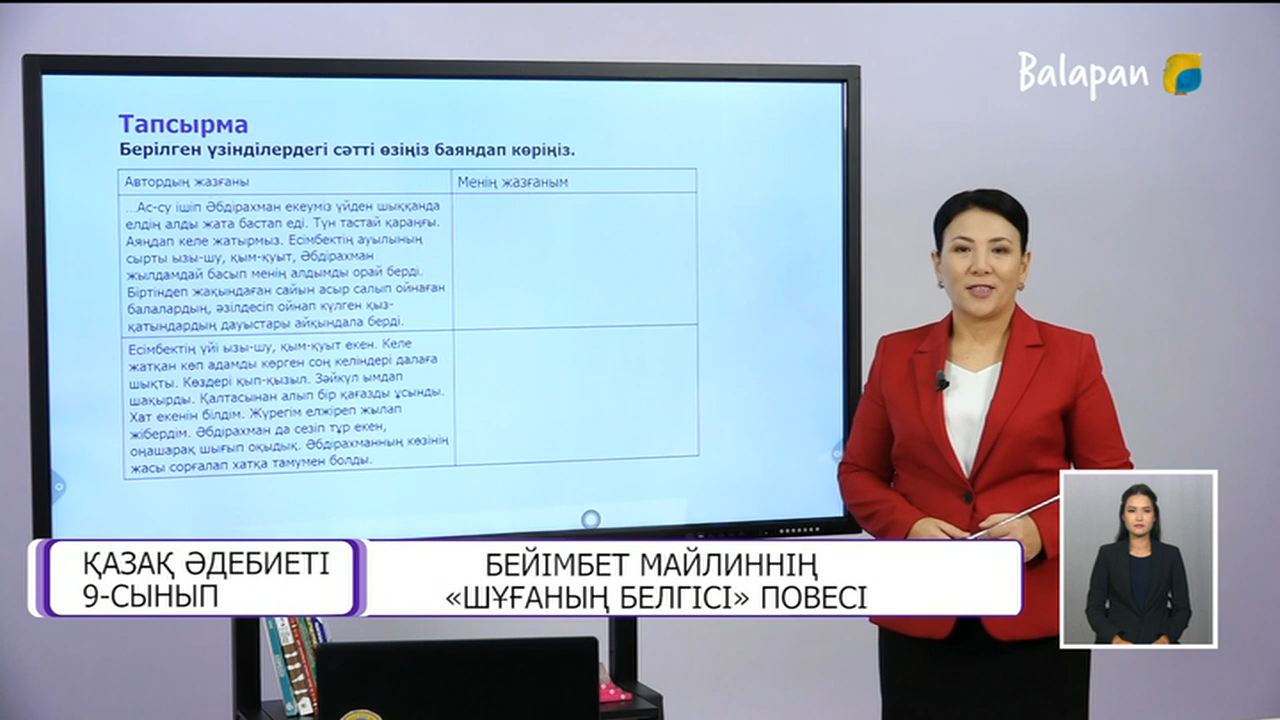 Balapan
Тапсырма
Берілген үзінділердегі сәтті өзіңіз баяндап көріңіз.
Автордың жазғаны
Менің жазғаным
...Ас-су ішіп Әбдірахман екеуміз үйден шыққанда
елдің алды жата бастап еді. Түн тастай қараңғы.
Аяңдап келе жатырмыз. Есімбектің ауылының
сырты ызы-шу, қым-қуыт, Әбдірахман
жылдамдай басып менің алдымды орай берді.
Біртіндеп жақындаған сайын асыр салып ойнаған
балалардың, әзілдесіп ойнап күлген қыз-
қатындардың дауыстары айқындала берді.
Есімбектің үйі ызы-шу, қым-қуыт екен. Келе
жатқан көп адамды көрген соң келіндері далаға
шықты. Көздері қып-қызыл. Зәйкүл ымдап
шақырды. Қалтасынан алып бір қағазды ұсынды.
Хат екенін білдім. Жүрегім елжіреп жылап
жібердім. Әбдірахман да сезіп тұр екен,
оңашарақ шығып оқыдық. Әбдірахманның көзінің
жасы сорғалап хатқа тамумен болды.
ҚАЗАҚ ӘДЕБИЕТІ
9-СЫНЫП
БЕЙІМБЕТ МАЙЛИННІҢ
«ШҰҒАНЫҢ БЕЛГІСІ» ПОВЕСІ